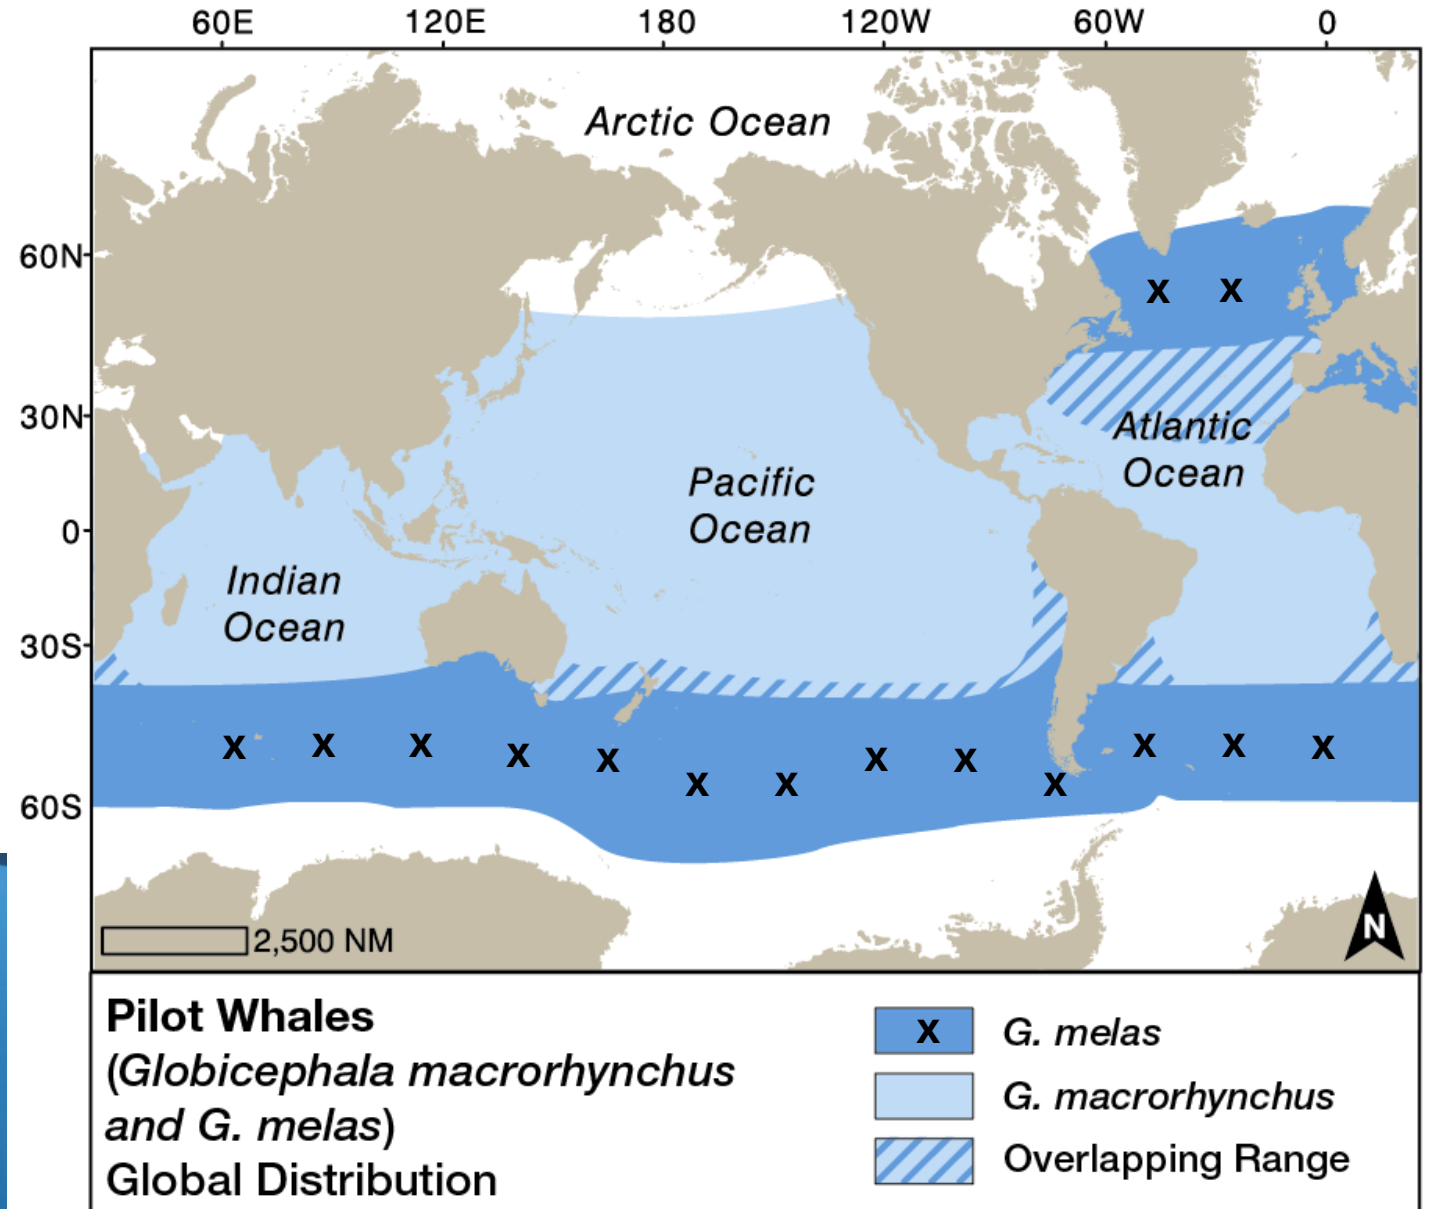 60E 120E 180 120W 60W 0
Arctic Ocean
60N
X X
30N
Atlantic
Ocean
Pacific
Ocean
0
Indian
Ocean
30S
X X X X X X X X X X X X X
60S
2,500 NM
N
Pilot Whales
(Globicephala macrorhynchus
and G. melas)
Global Distribution
X G. melas
G. macrorhynchus
Overlapping Range